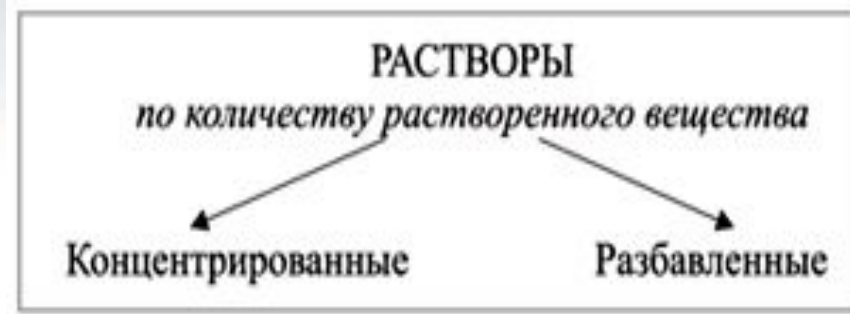 РАСТВОРЫ
по количеству растворенного вещества
Концентрированные Разбавленные